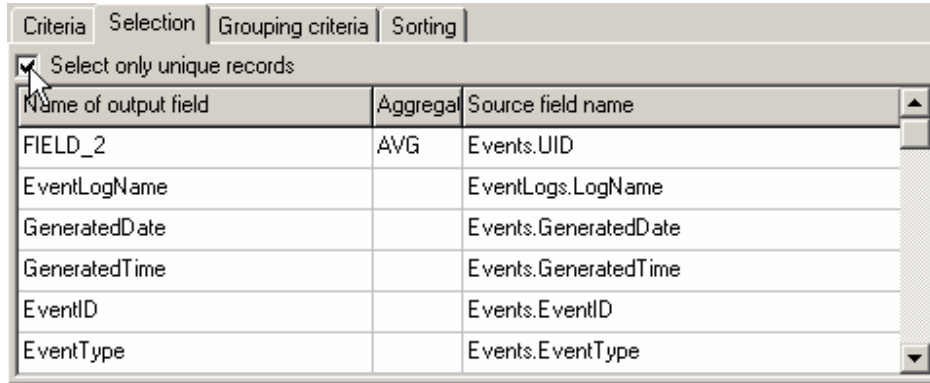 Criteria Selection Grouping criteria Sorting
Select only unique records
Name of output field Aggregat Source field name
FIELD_2 AVG Events.UID
EventLogName EventLogs.LogName
GeneratedDate Events.GeneratedDate
GeneratedTime Events.GeneratedTime
EventID Events.EventID
EventType Events.EventType